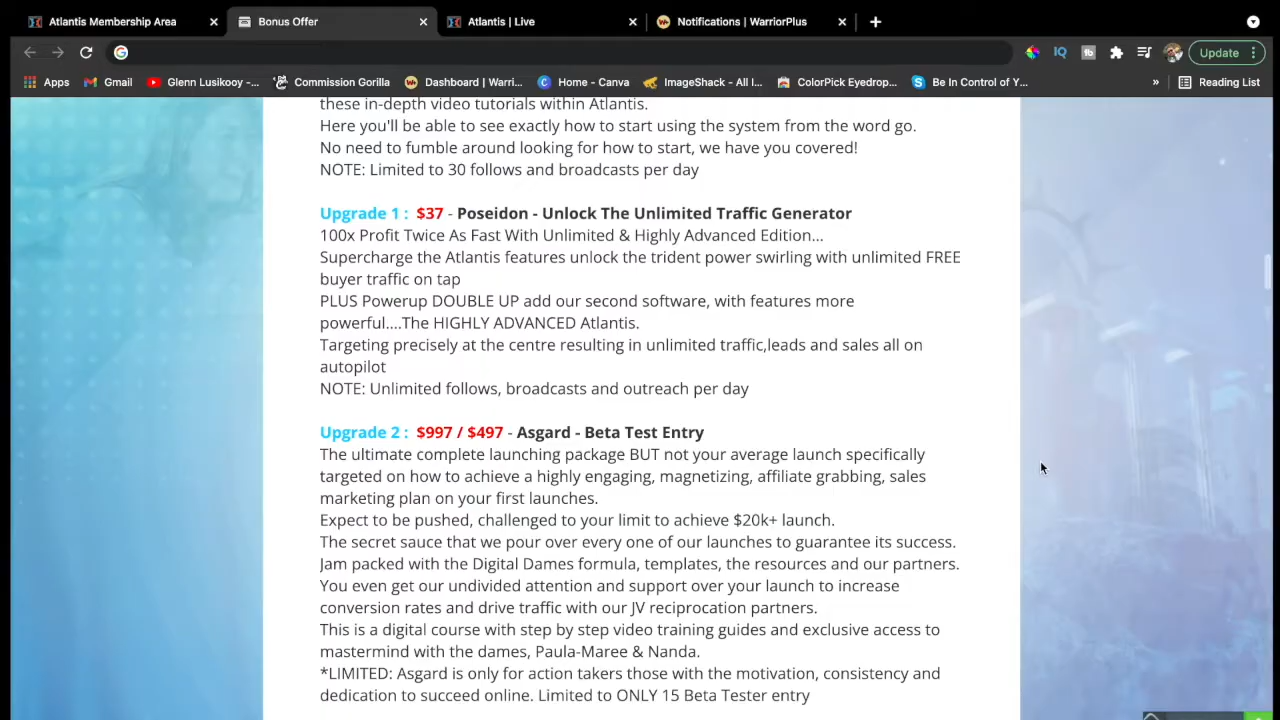 Atlantis Membership Area
Bonus Offer
Atlantis | Live
Notifications | WarriorPlus
Update
Apps
Gmail
Glenn Lusikooy -...
Commission Gorilla
Dashboard | Warri...
Home - Canva
ImageShack - All I...
ColorPick Eyedrop...
Be In Control of Y...
»
Reading List
these in-depth video tutorials within Atlantis.
Here you'll be able to see exactly how to start using the system from the word go.
No need to fumble around looking for how to start, we have you covered!
NOTE: Limited to 30 follows and broadcasts per day
Upgrade 1 : $37 - Poseidon - Unlock The Unlimited Traffic Generator
100x Profit Twice As Fast With Unlimited & Highly Advanced Edition...
Supercharge the Atlantis features unlock the trident power swirling with unlimited FREE
buyer traffic on tap
PLUS Powerup DOUBLE UP add our second software, with features more
powerful....The HIGHLY ADVANCED Atlantis.
Targeting precisely at the centre resulting in unlimited traffic,leads and sales all on
autopilot
NOTE: Unlimited follows, broadcasts and outreach per day
Upgrade 2 : $997 / $497 - Asgard - Beta Test Entry
The ultimate complete launching package BUT not your average launch specifically
targeted on how to achieve a highly engaging, magnetizing, affiliate grabbing, sales
marketing plan on your first launches.
Expect to be pushed, challenged to your limit to achieve $20k+ launch.
The secret sauce that we pour over every one of our launches to guarantee its success.
Jam packed with the Digital Dames formula, templates, the resources and our partners.
You even get our undivided attention and support over your launch to increase
conversion rates and drive traffic with our JV reciprocation partners.
This is a digital course with step by step video training guides and exclusive access to
mastermind with the dames, Paula-Maree & Nanda.
*LIMITED: Asgard is only for action takers those with the motivation, consistency and
dedication to succeed online. Limited to ONLY 15 Beta Tester entry